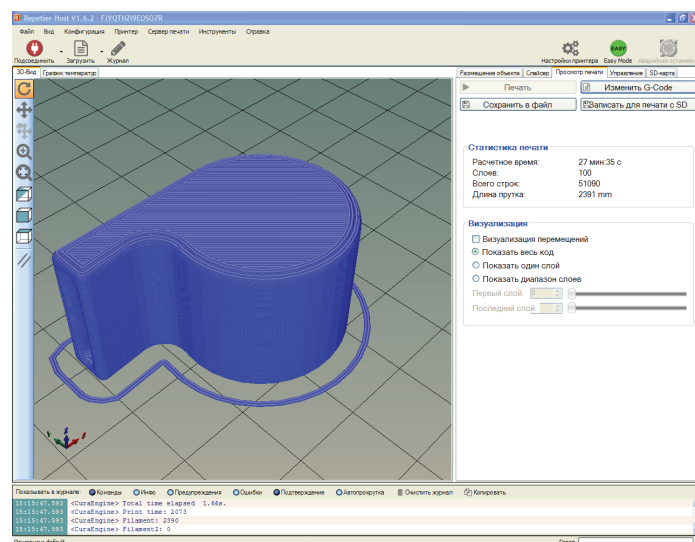 Repetier-Host V1.6.2 - FIYQTHZI9EOSO7R
Файл Вид Конфигурация Принтер Сервер печати Инструменты Справка
Подсоединить Загрузить Журнал Настройки принтера Easy Mode Аварийная останов
EASY
3D-Вид График температур Размещение объекта Слайсер Просмотр печати Управление SD-карта
Печать Изменить G-Code
Сохранить в файл Записать для печати с SD
Статистика печати
Расчетное время: 27 мин:35 с
Слоев: 100
Всего строк: 51090
Длина прутка: 2391 mm
Визуализация
Визуализация перемещений
Показать весь код
Показать один слой
Показать диапазон слоев
Первый слой: 0
Последний слой:
Показывать в журнале: Команды Инфо Предупреждения Ошибки Подтверждение Автопрокрутка Очистить журнал Копировать
15:15:47.593 <CuraEngine> Total time elapsed 1.66s.
15:15:47.593 <CuraEngine> Print time: 2073
15:15:47.593 <CuraEngine> Filament: 2390
15:15:47.593 <CuraEngine> Filament2: 0